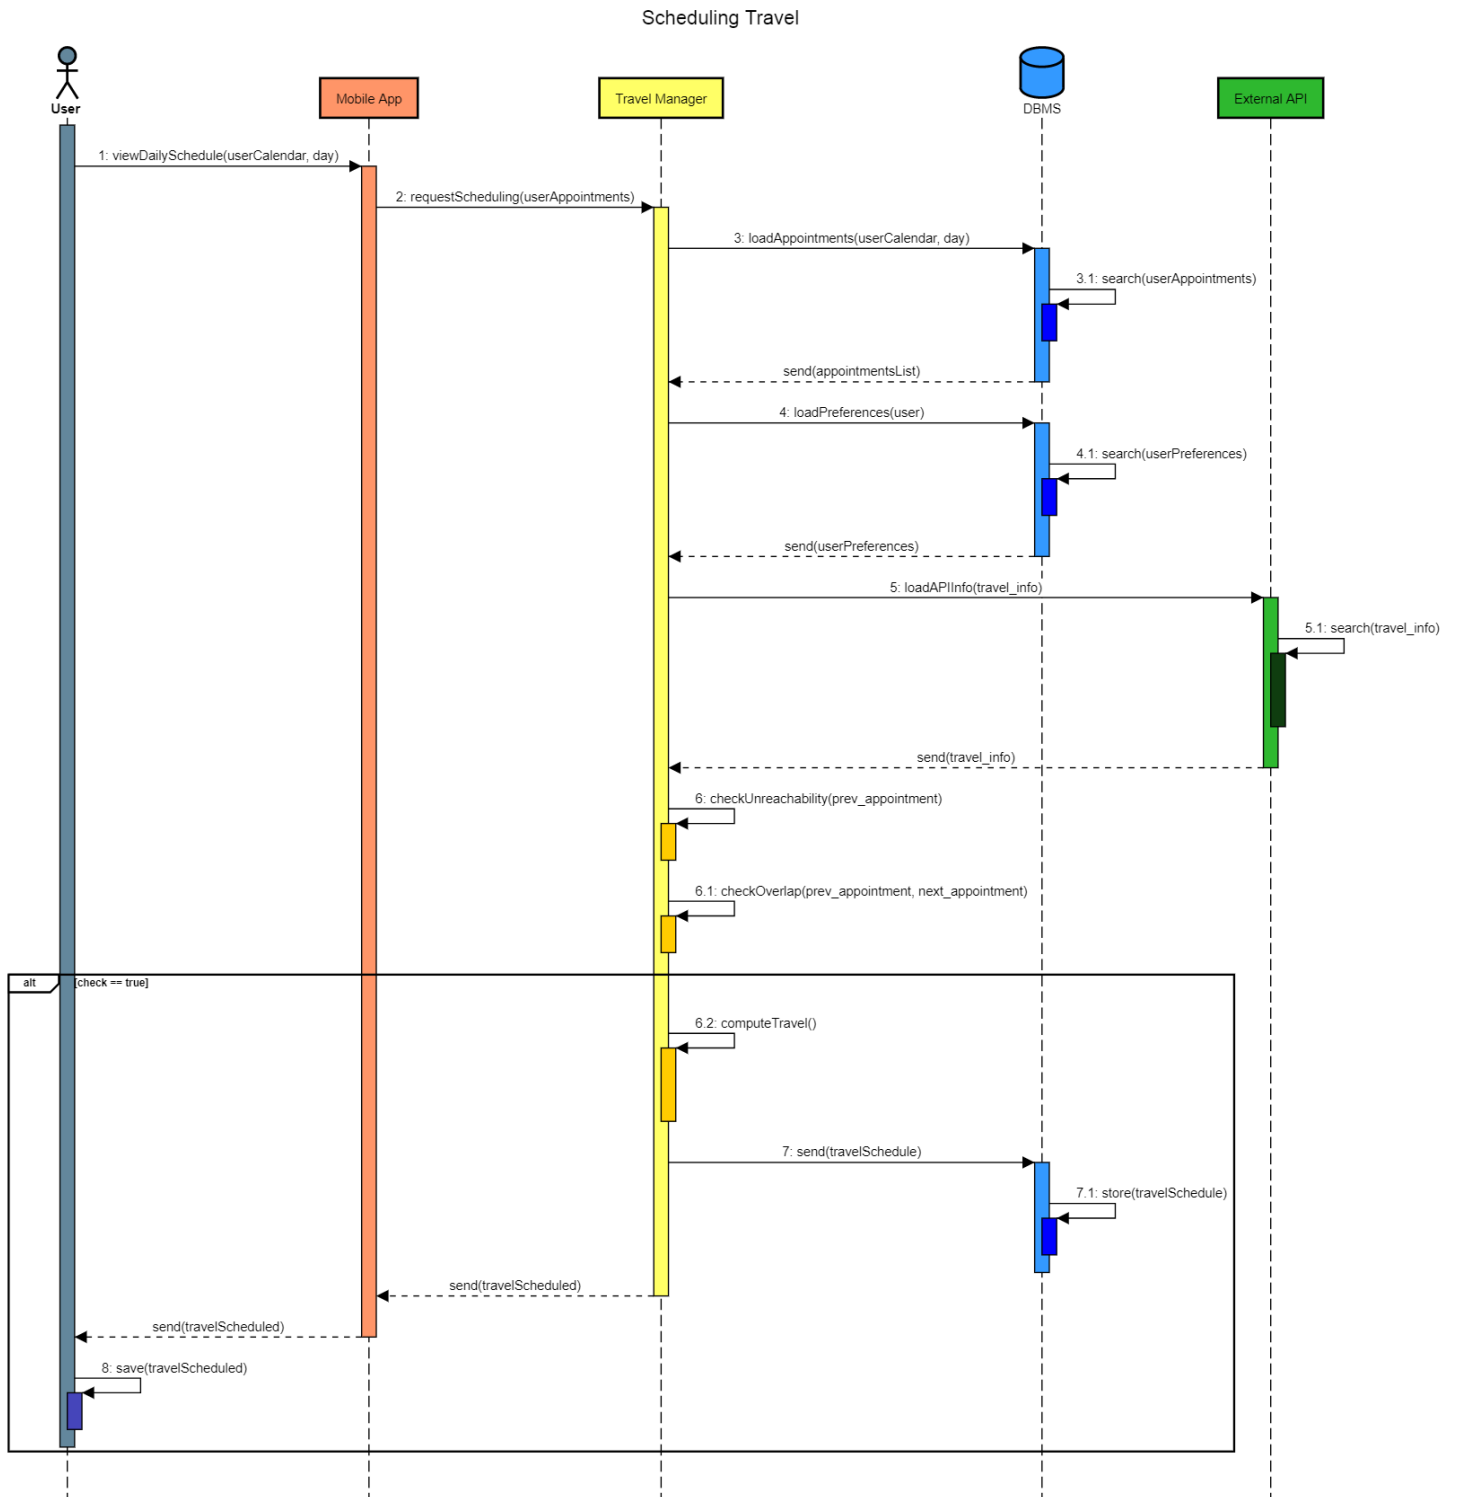 Scheduling Travel
User
Mobile App
Travel Manager
DBMS
External API
1: viewDailySchedule(userCalendar, day)
2: requestScheduling(userAppointments)
3: loadAppointments(userCalendar, day)
3.1: search(userAppointments)
send(appointmentsList)
4: loadPreferences(user)
4.1: search(userPreferences)
send(userPreferences)
5: loadAPIInfo(travel_info)
5.1: search(travel_info)
send(travel_info)
6: checkUnreachability(prev_appointment)
6.1: checkOverlap(prev_appointment, next_appointment)
alt
[check == true]
6.2: computeTravel()
7: send(travelSchedule)
7.1: store(travelSchedule)
send(travelScheduled)
send(travelScheduled)
8: save(travelScheduled)